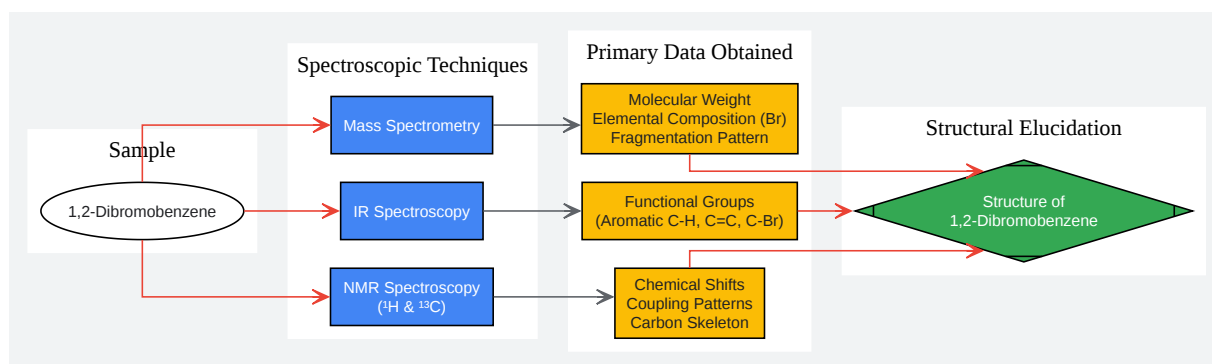 Sample
1,2-Dibromobenzene
Spectroscopic Techniques
Mass Spectrometry
IR Spectroscopy
NMR Spectroscopy
(¹H & ¹³C)
Primary Data Obtained
Molecular Weight
Elemental Composition (Br)
Fragmentation Pattern
Functional Groups
(Aromatic C-H, C=C, C-Br)
Chemical Shifts
Coupling Patterns
Carbon Skeleton
Structural Elucidation
Structure of
1,2-Dibromobenzene